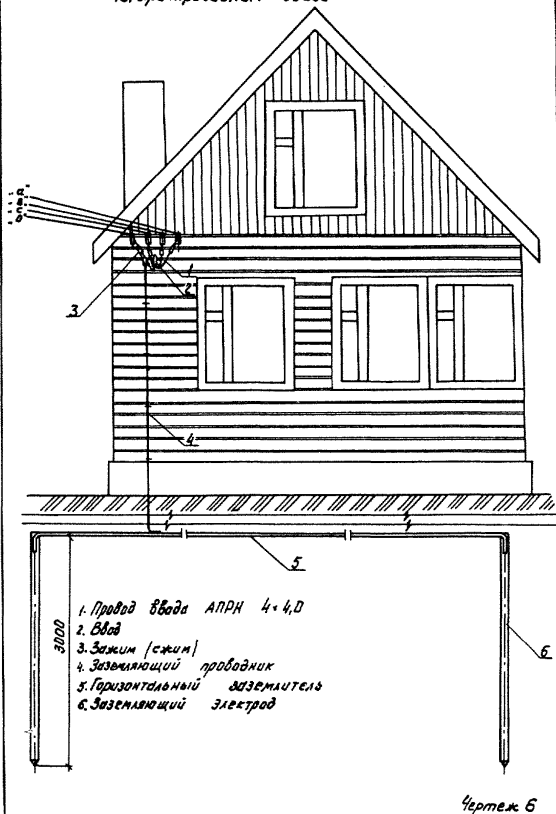 "а"
"в"
"с"
"о"
1
2
3
4
5
6
3000
1. Провод ввода АПРН 4×4,0
2. Ввод
3. Зажим (сжим)
4. Заземляющий проводник
5. Горизонтальный заземлитель
6. Заземляющий электрод
Чертеж 6